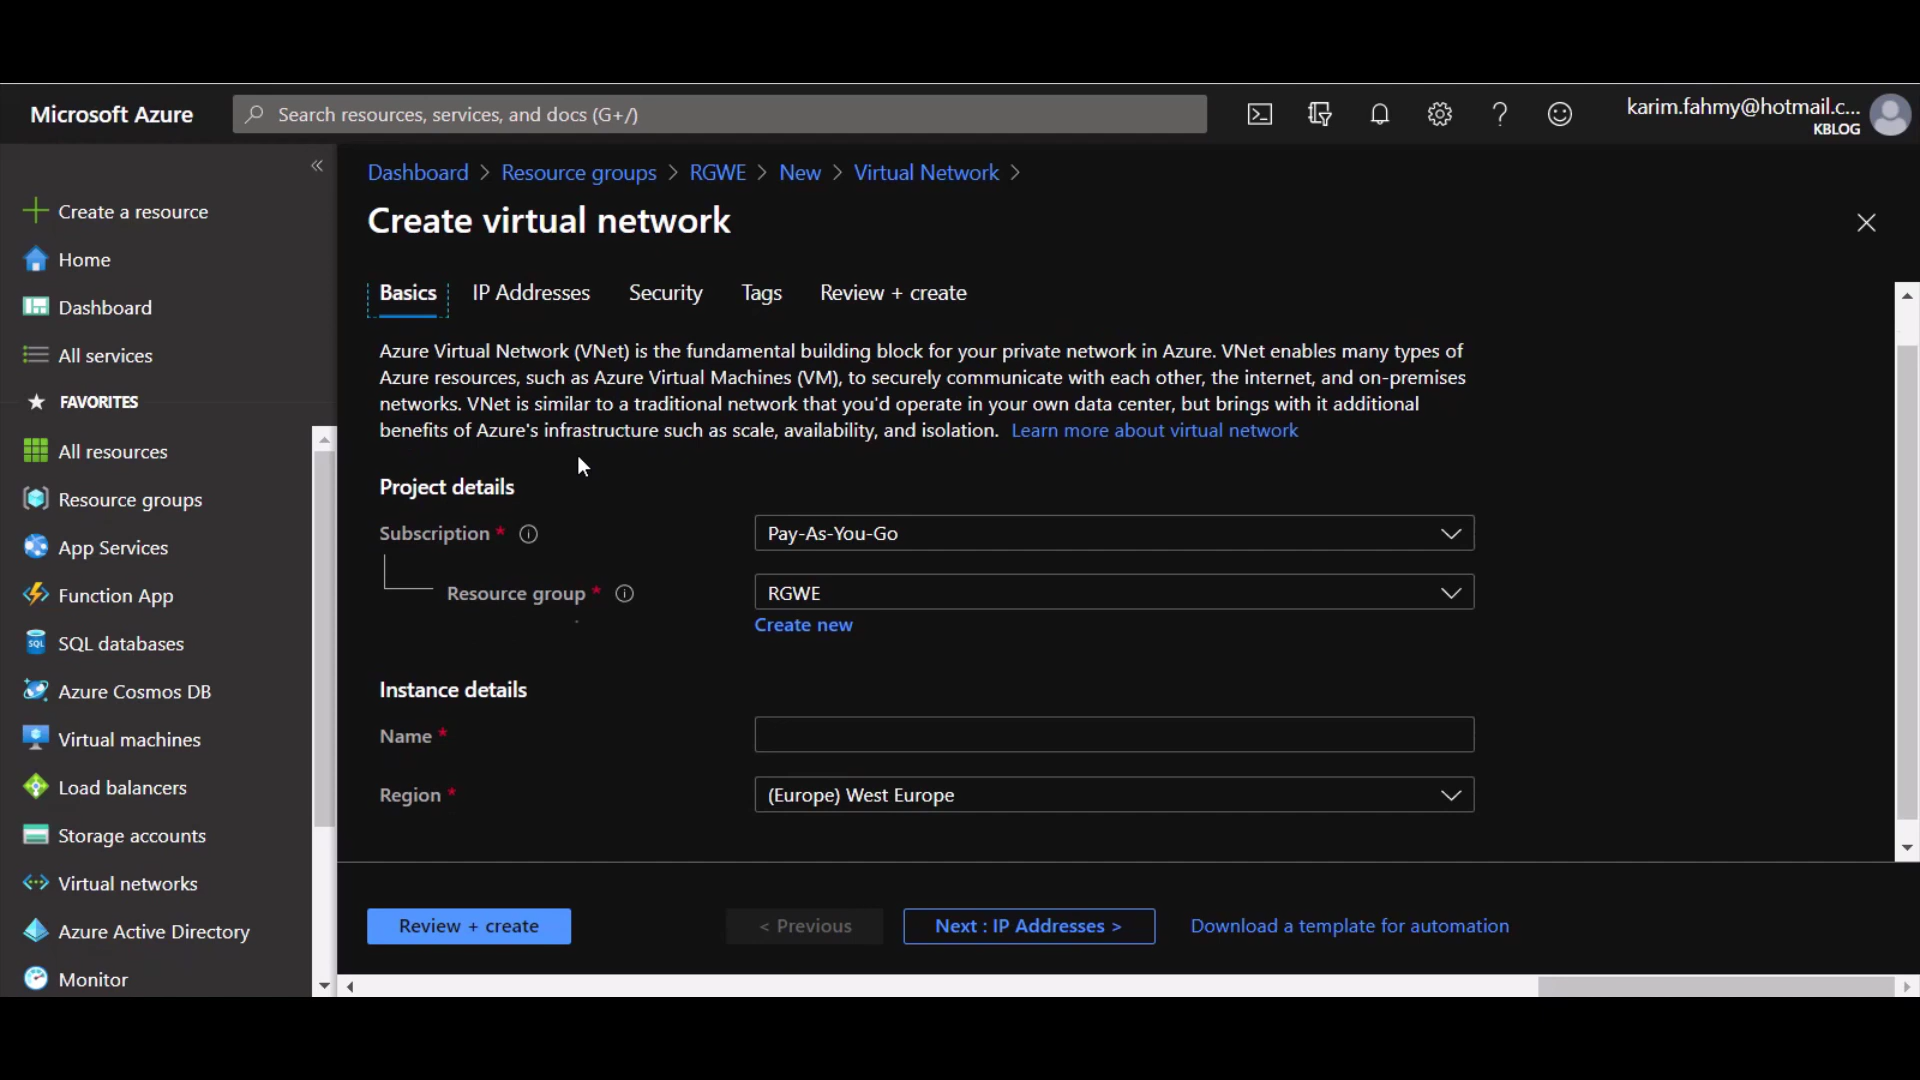 Microsoft Azure
Search resources, services, and docs (G+/)
karim.fahmy@hotmail.c...
KBLOG
Create a resource
Home
Dashboard
All services
FAVORITES
All resources
Resource groups
App Services
Function App
SQL databases
Azure Cosmos DB
Virtual machines
Load balancers
Storage accounts
Virtual networks
Azure Active Directory
Monitor
Dashboard > Resource groups > RGWE > New > Virtual Network >
Create virtual network
Basics IP Addresses Security Tags Review + create
Azure Virtual Network (VNet) is the fundamental building block for your private network in Azure. VNet enables many types of
Azure resources, such as Azure Virtual Machines (VM), to securely communicate with each other, the internet, and on-premises
networks. VNet is similar to a traditional network that you'd operate in your own data center, but brings with it additional
benefits of Azure's infrastructure such as scale, availability, and isolation. Learn more about virtual network
Project details
Subscription * Pay-As-You-Go
Resource group * RGWE
Create new
Instance details
Name *
Region * (Europe) West Europe
Review + create < Previous Next : IP Addresses > Download a template for automation